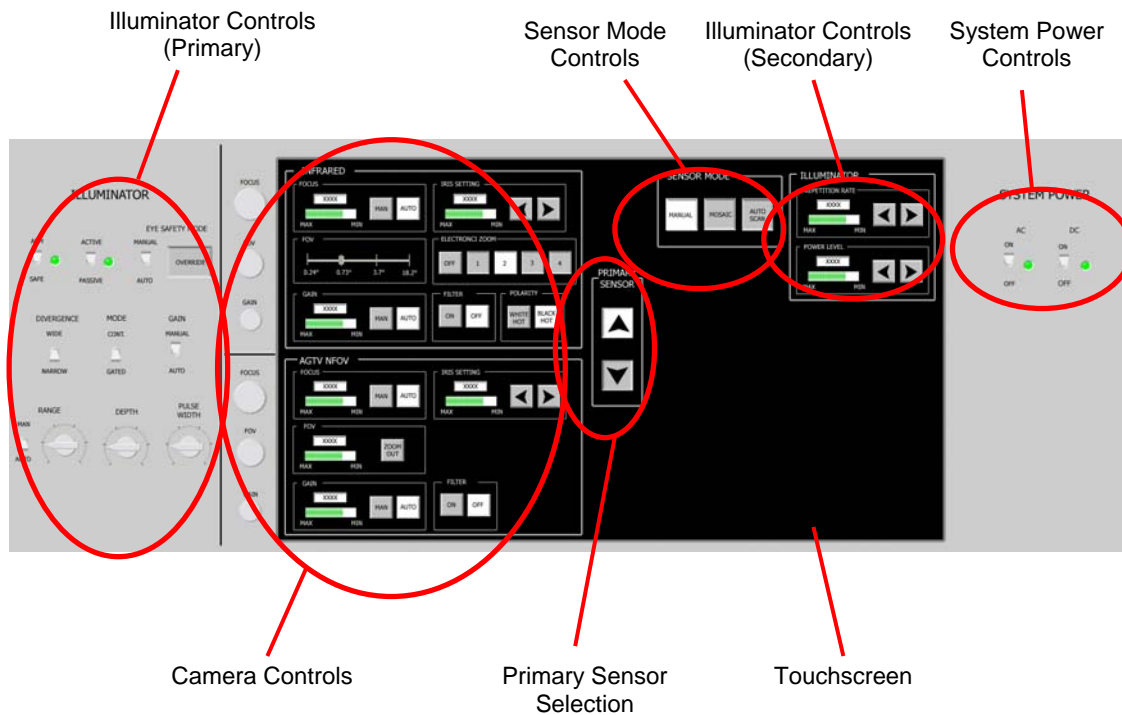 Illuminator Controls
(Primary)
Sensor Mode
Controls
Illuminator Controls
(Secondary)
System Power
Controls
ILLUMINATOR
EYE SAFETY MODE
SAFE
ACTIVE
PASSIVE
MANUAL
AUTO
OVERRIDE
DIVERGENCE
WIDE
NARROW
MODE
CONT.
GATED
GAIN
MANUAL
AUTO
RANGE
MAN
AUTO
DEPTH
PULSE
WIDTH
FOCUS
FOV
GAIN
FOCUS
FOV
GAIN
INFRARED
FOCUS
XXXX
MAX MIN
MAN AUTO
IRIS SETTING
XXXX
MAX MIN
FOV
0.24° 0.73° 3.7° 18.2°
ELECTRONCI ZOOM
OFF 1 2 3 4
GAIN
XXXX
MAX MIN
MAN AUTO
FILTER
ON OFF
POLARITY
WHITE
HOT
BLACK
HOT
AGTV NFOV
FOCUS
XXXX
MAX MIN
MAN AUTO
IRIS SETTING
XXXX
MAX MIN
FOV
XXXX
MAX MIN
ZOOM
OUT
GAIN
XXXX
MAX MIN
MAN AUTO
FILTER
ON OFF
PRIMARY
SENSOR
SENSOR MODE
MANUAL
MOSAIC
AUTO
SCAN
ILLUMINATOR
REPETITION RATE
XXXX
MAX MIN
POWER LEVEL
XXXX
MAX MIN
SYSTEM POWER
AC DC
ON ON
OFF OFF
Camera Controls
Primary Sensor
Selection
Touchscreen